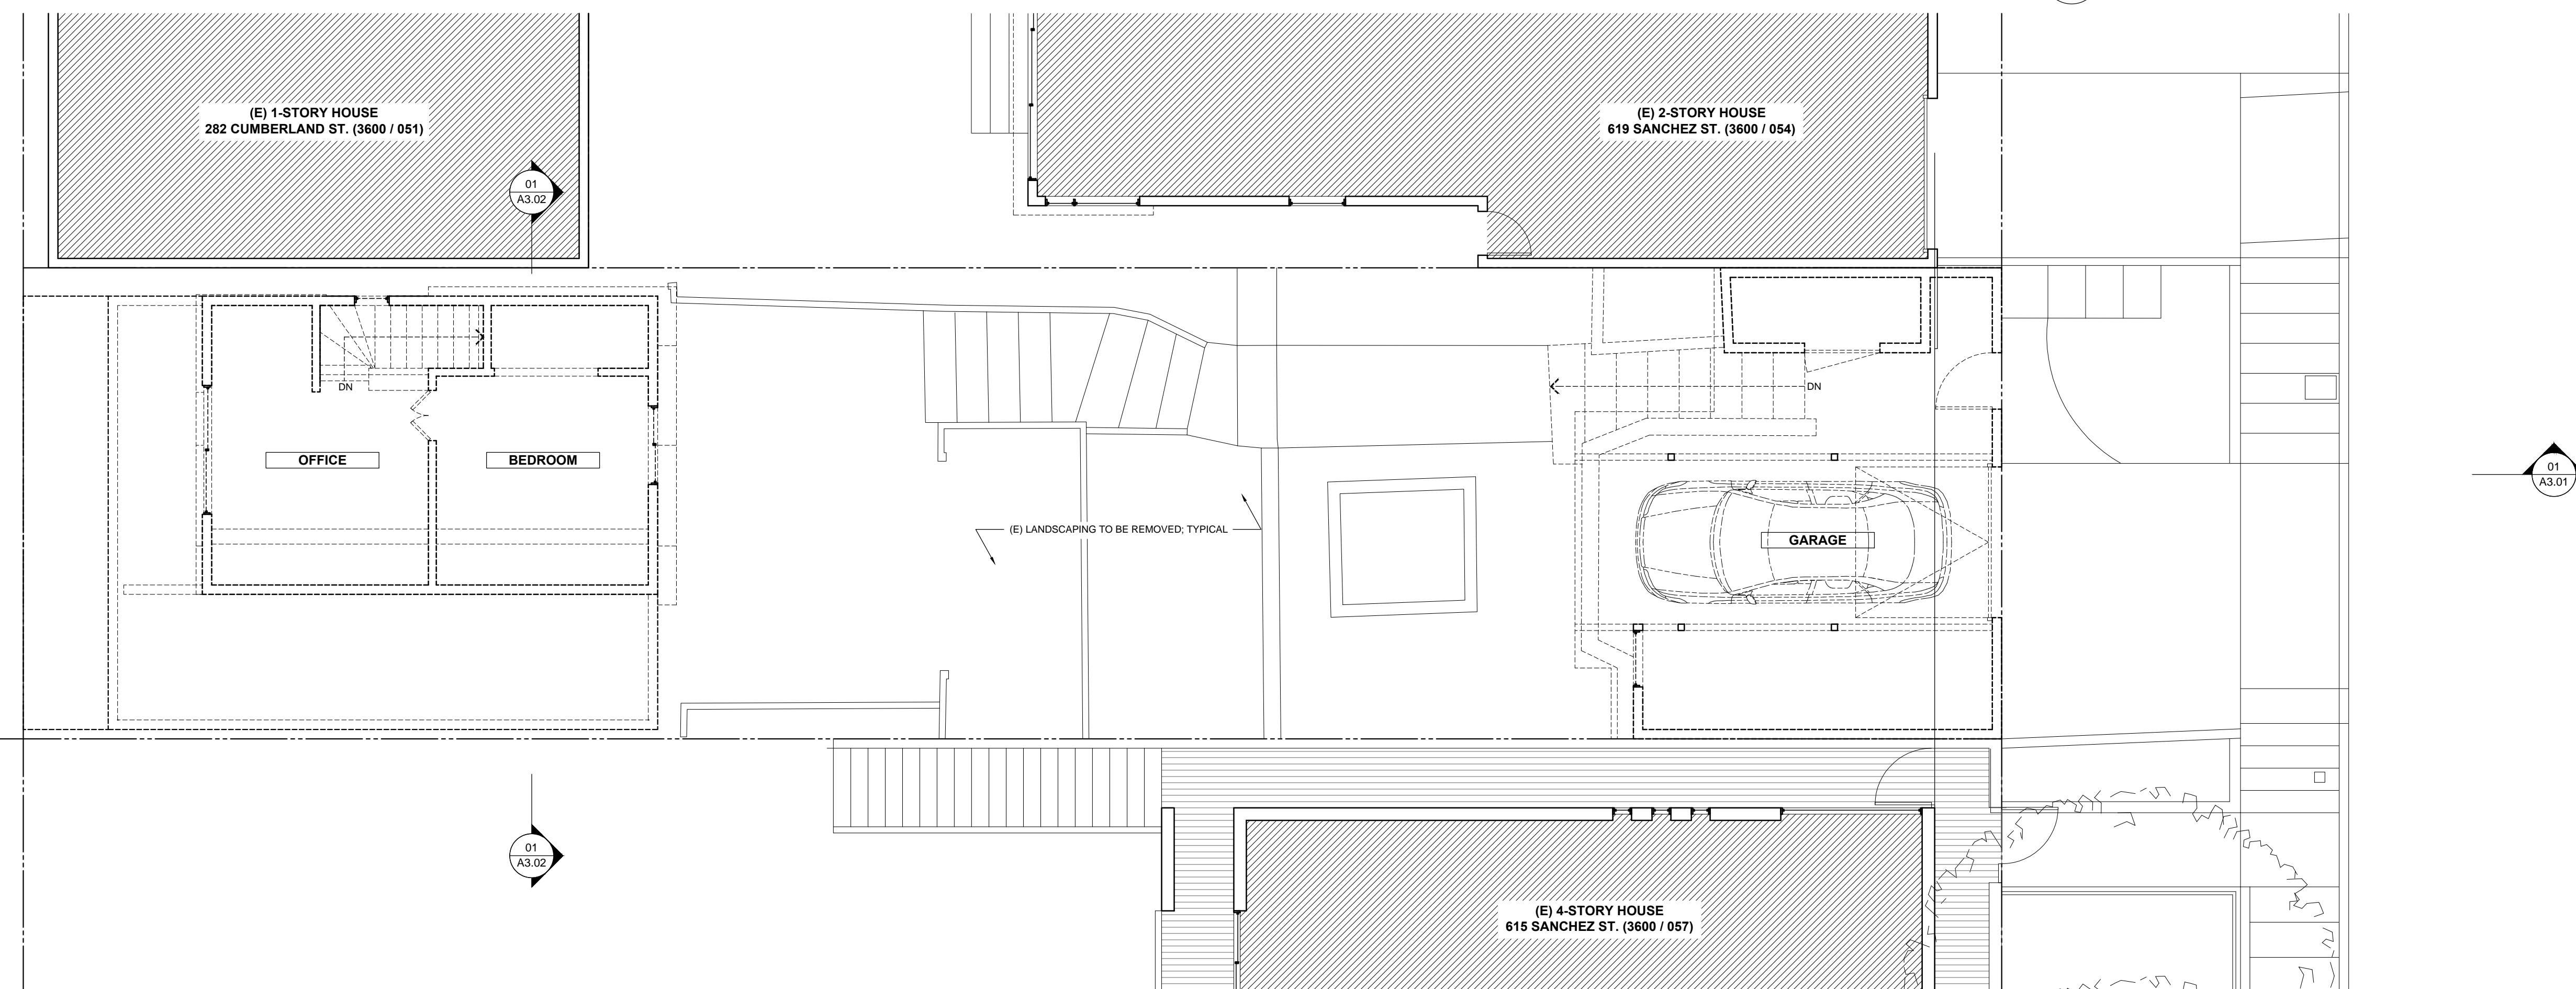 (E) 1-STORY HOUSE
282 CUMBERLAND ST. (3600 / 051)
(E) 2-STORY HOUSE
619 SANCHEZ ST. (3600 / 054)
01
A3.02
DN
DN
OFFICE
BEDROOM
01
A3.01
(E) LANDSCAPING TO BE REMOVED; TYPICAL
GARAGE
01
A3.02
(E) 4-STORY HOUSE
615 SANCHEZ ST. (3600 / 057)